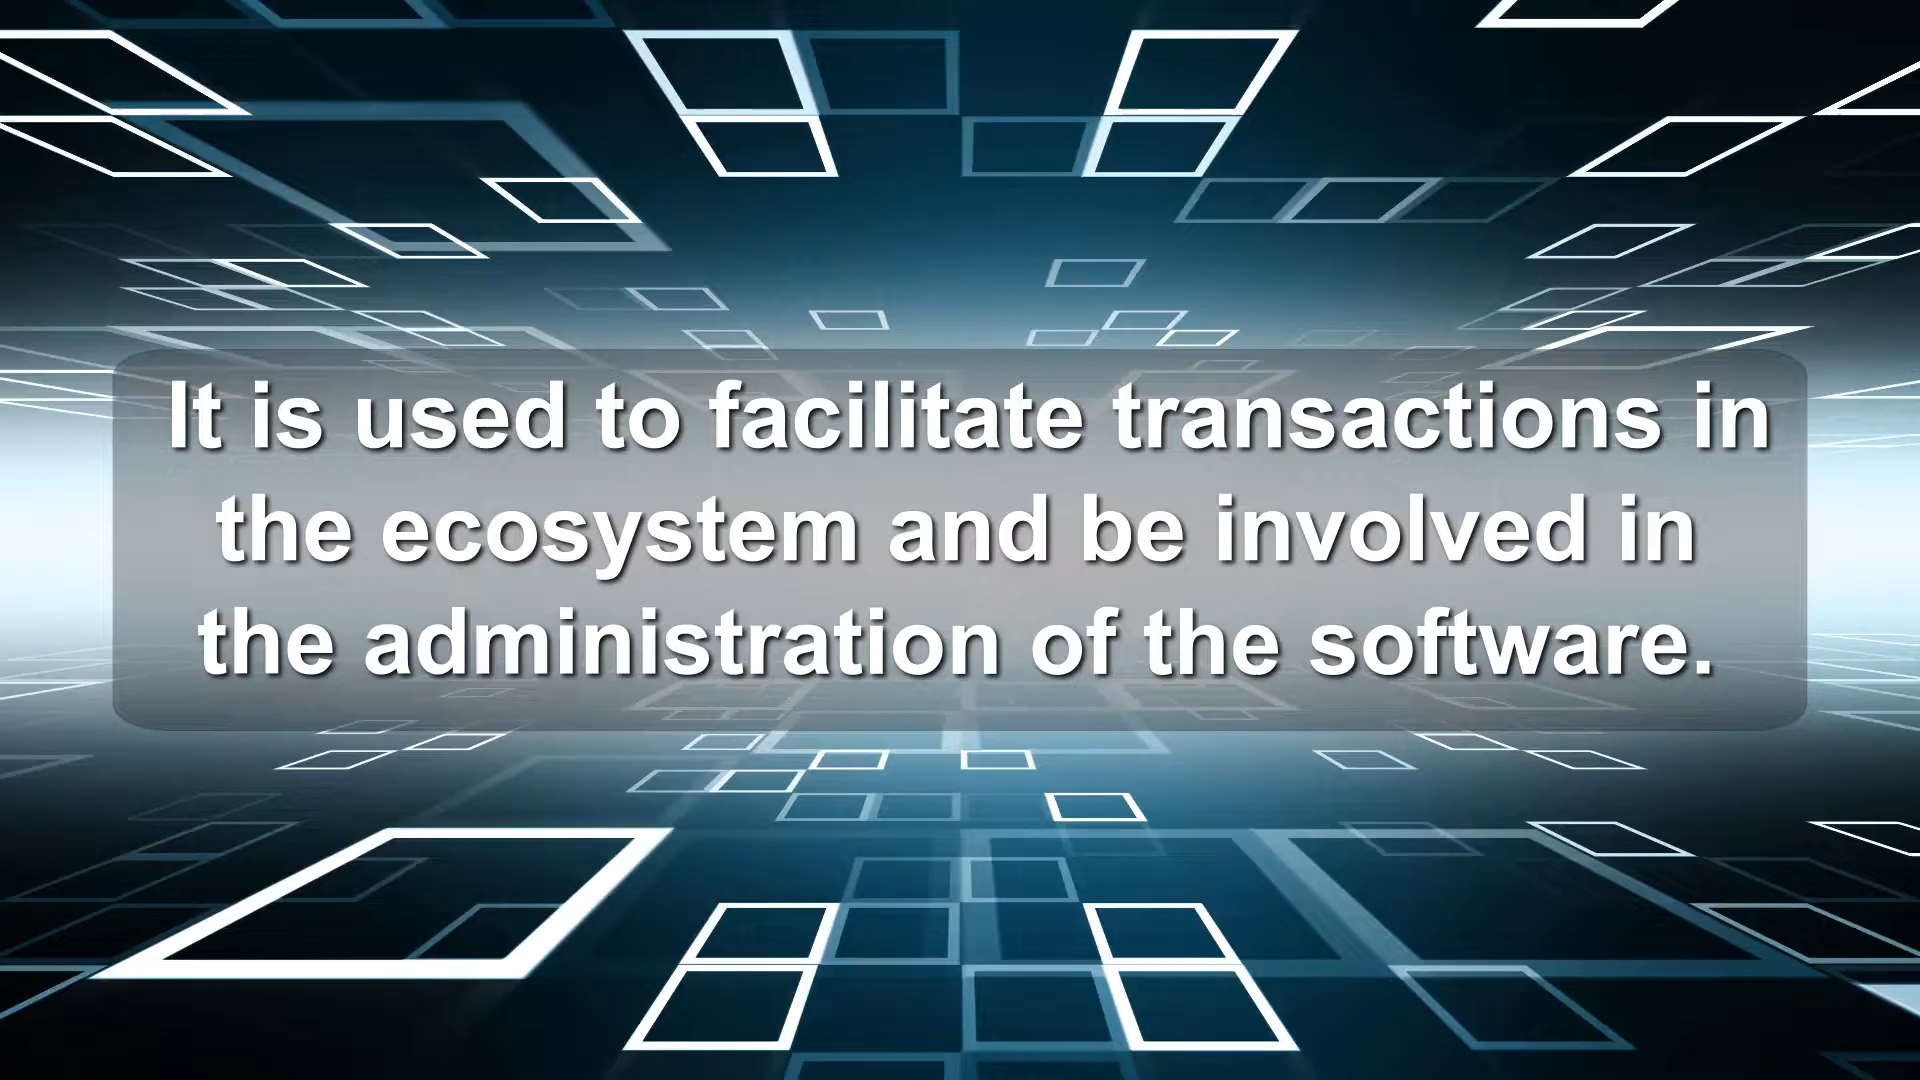 It is used to facilitate transactions in
the ecosystem and be involved in
the administration of the software.